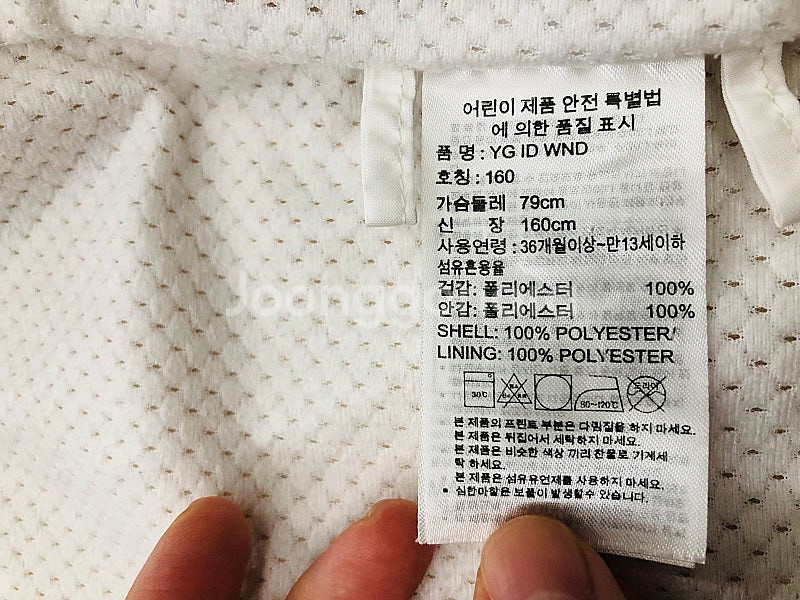 어린이 제품 안전 특별법
에 의한 품질 표시
품 명 : YG ID WND
호칭 : 160
가슴둘레 79cm
신 장 160cm
사용연령 : 36개월이상~만13세이하
섬유혼용율
겉감: 폴리에스터 100%
안감: 폴리에스터 100%
SHELL: 100% POLYESTER/
LINING: 100% POLYESTER
30℃
80~120℃
드라이
본 제품의 프린트 부분은 다림질을 하지 마세요.
본 제품은 뒤집어서 세탁하지 마세요.
본 제품은 비슷한 색상 끼리 찬물로 기계세
탁 하세요.
본 제품은 섬유유연제를 사용하지 마세요.
* 심한마찰은 보풀이 발생할수 있습니다.